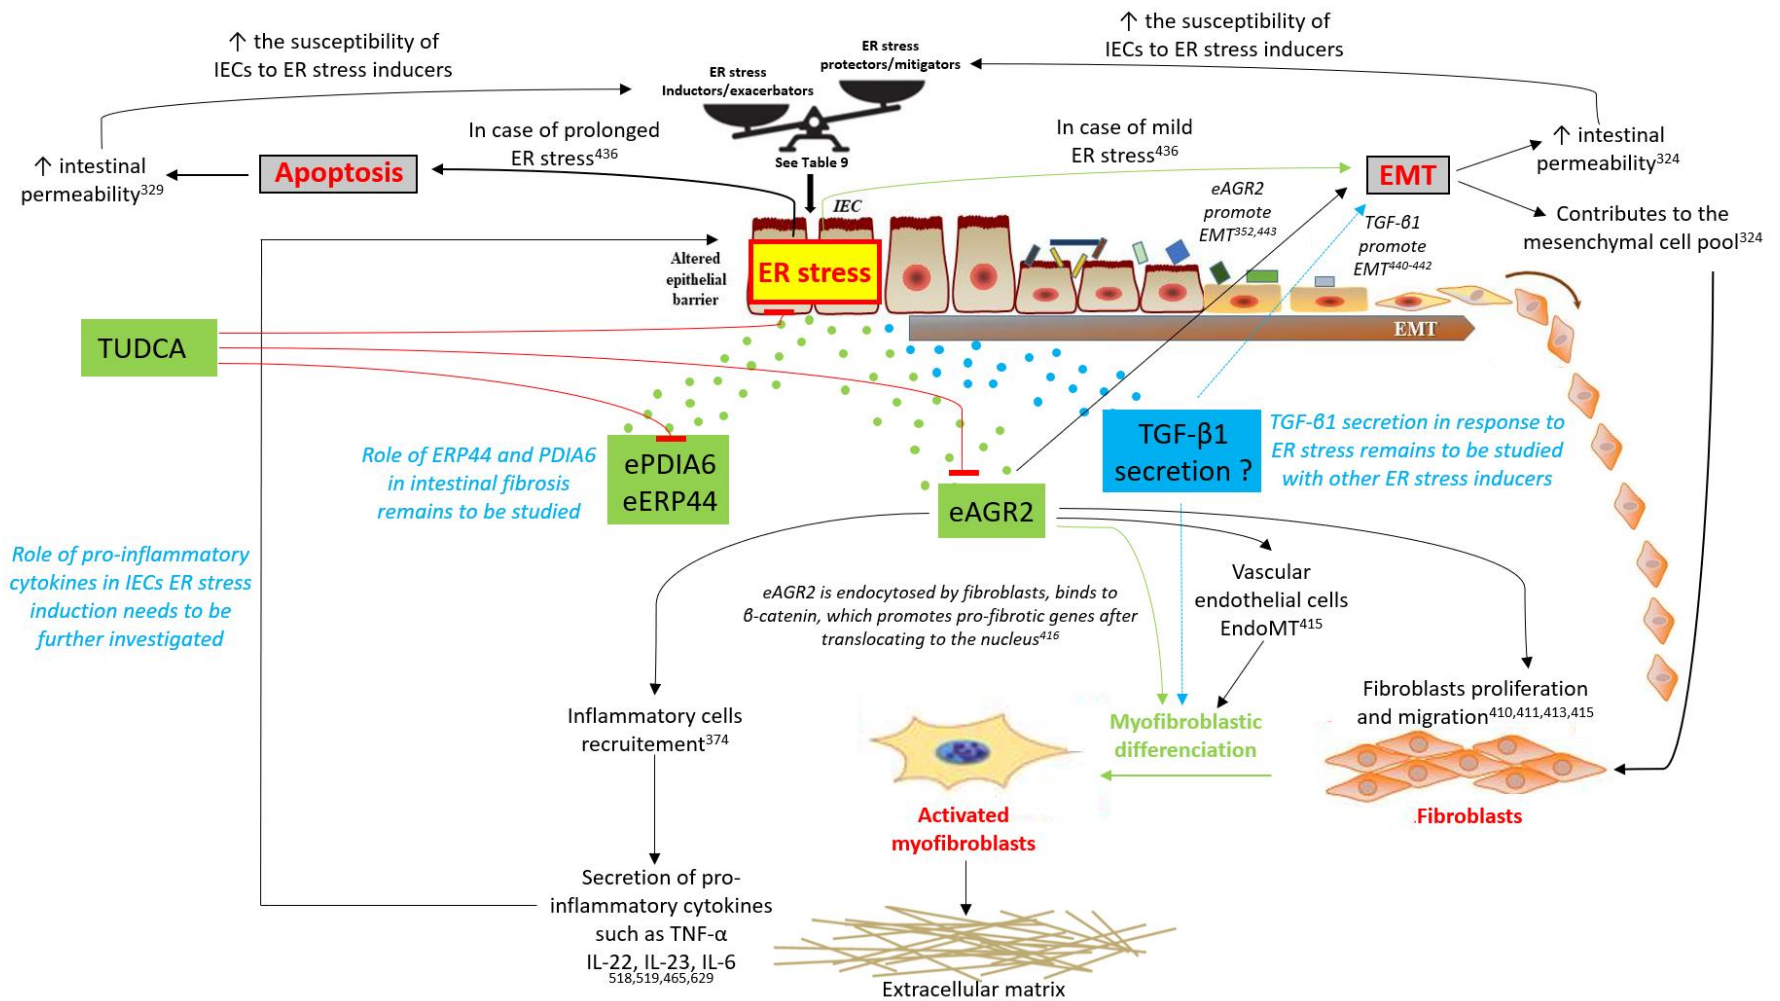 ↑ the susceptibility of
IECs to ER stress inducers
ER stress
Inductors/exacerbators
ER stress
protectors/mitigators
↑ the susceptibility of
IECs to ER stress inducers
See Table 9
In case of prolonged
ER stress436
In case of mild
ER stress436
↑ intestinal
permeability329
Apoptosis
IEC
eAGR2
promote
EMT352,443
EMT
TGF-β1
promote
EMT440-442
↑ intestinal
permeability324
Contributes to the
mesenchymal cell pool324
Altered
epithelial
barrier
ER stress
EMT
TUDCA
Role of ERP44 and PDIA6
in intestinal fibrosis
remains to be studied
ePDIA6
eERP44
eAGR2
TGF-β1
secretion ?
TGF-β1 secretion in response to
ER stress remains to be studied
with other ER stress inducers
Role of pro-inflammatory
cytokines in IECs ER stress
induction needs to be
further investigated
eAGR2 is endocytosed by fibroblasts, binds to
β-catenin, which promotes pro-fibrotic genes after
translocating to the nucleus416
Vascular
endothelial cells
EndoMT415
Inflammatory cells
recruitement374
Myofibroblastic
differenciation
Fibroblasts proliferation
and migration410,411,413,415
Activated
myofibroblasts
.Fibroblasts
Secretion of pro-
inflammatory cytokines
such as TNF-α
IL-22, IL-23, IL-6
518,519,465,629
Extracellular matrix